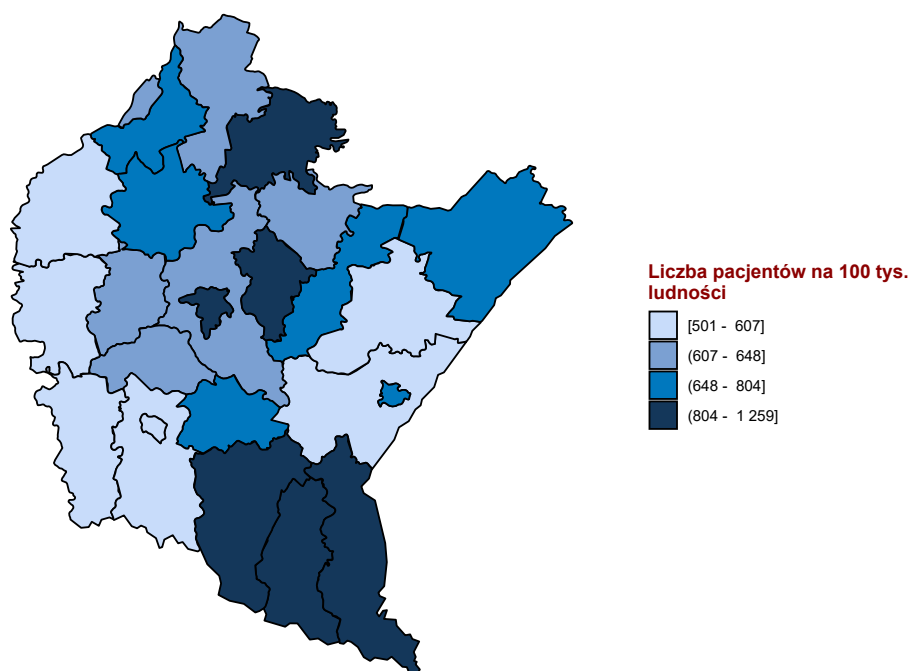 Liczba pacjentów na 100 tys.
ludności
[501 - 607]
(607 - 648]
(648 - 804]
(804 - 1 259]